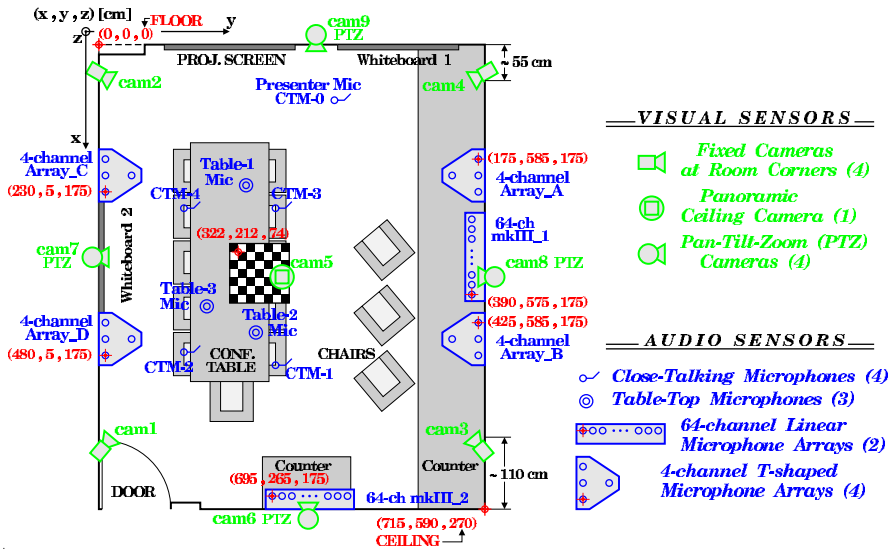 (x,y,z)[cm]
FLOOR
y
z
(0,0,0)
cam9
PTZ
PROJ. SCREEN
Whiteboard 1
~ 55 cm
cam2
Presenter Mic
CTM-0
cam4
x
4-channel
Array_C
(230,5,175)
Table-1
Mic
CTM-4
CTM-3
(175,585,175)
4-channel
Array_A
64-ch
mkIII_1
(322,212,74)
cam7
PTZ
Whiteboard 2
cam5
cam8 PTZ
Table-3
Mic
Table-2
Mic
(390,575,175)
(425,585,175)
4-channel
Array_D
(480,5,175)
4-channel
Array_B
CTM-2
CONF.
TABLE
CTM-1
CHAIRS
cam1
cam3
Counter
Counter
(695,265,175)
~ 110 cm
DOOR
64-ch mkIII_2
cam6 PTZ
(715,590,270)
CEILING
VISUAL SENSORS
Fixed Cameras
at Room Corners (4)
Panoramic
Ceiling Camera (1)
Pan-Tilt-Zoom (PTZ)
Cameras (4)
AUDIO SENSORS
Close-Talking Microphones (4)
Table-Top Microphones (3)
64-channel Linear
Microphone Arrays (2)
4-channel T-shaped
Microphone Arrays (4)